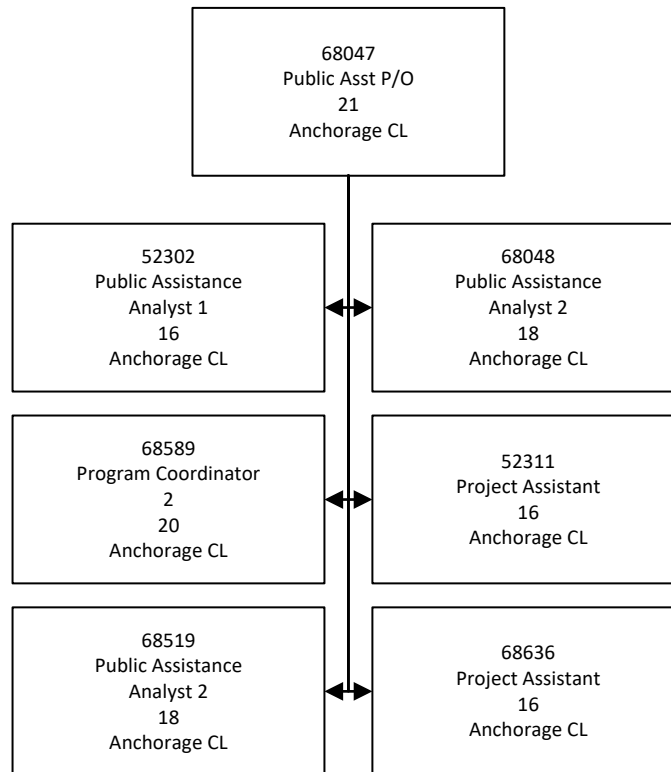 68047
Public Asst P/O
21
Anchorage CL
52302
Public Assistance
Analyst 1
16
Anchorage CL
68048
Public Assistance
Analyst 2
18
Anchorage CL
68589
Program Coordinator
2
20
Anchorage CL
52311
Project Assistant
16
Anchorage CL
68519
Public Assistance
Analyst 2
18
Anchorage CL
68636
Project Assistant
16
Anchorage CL